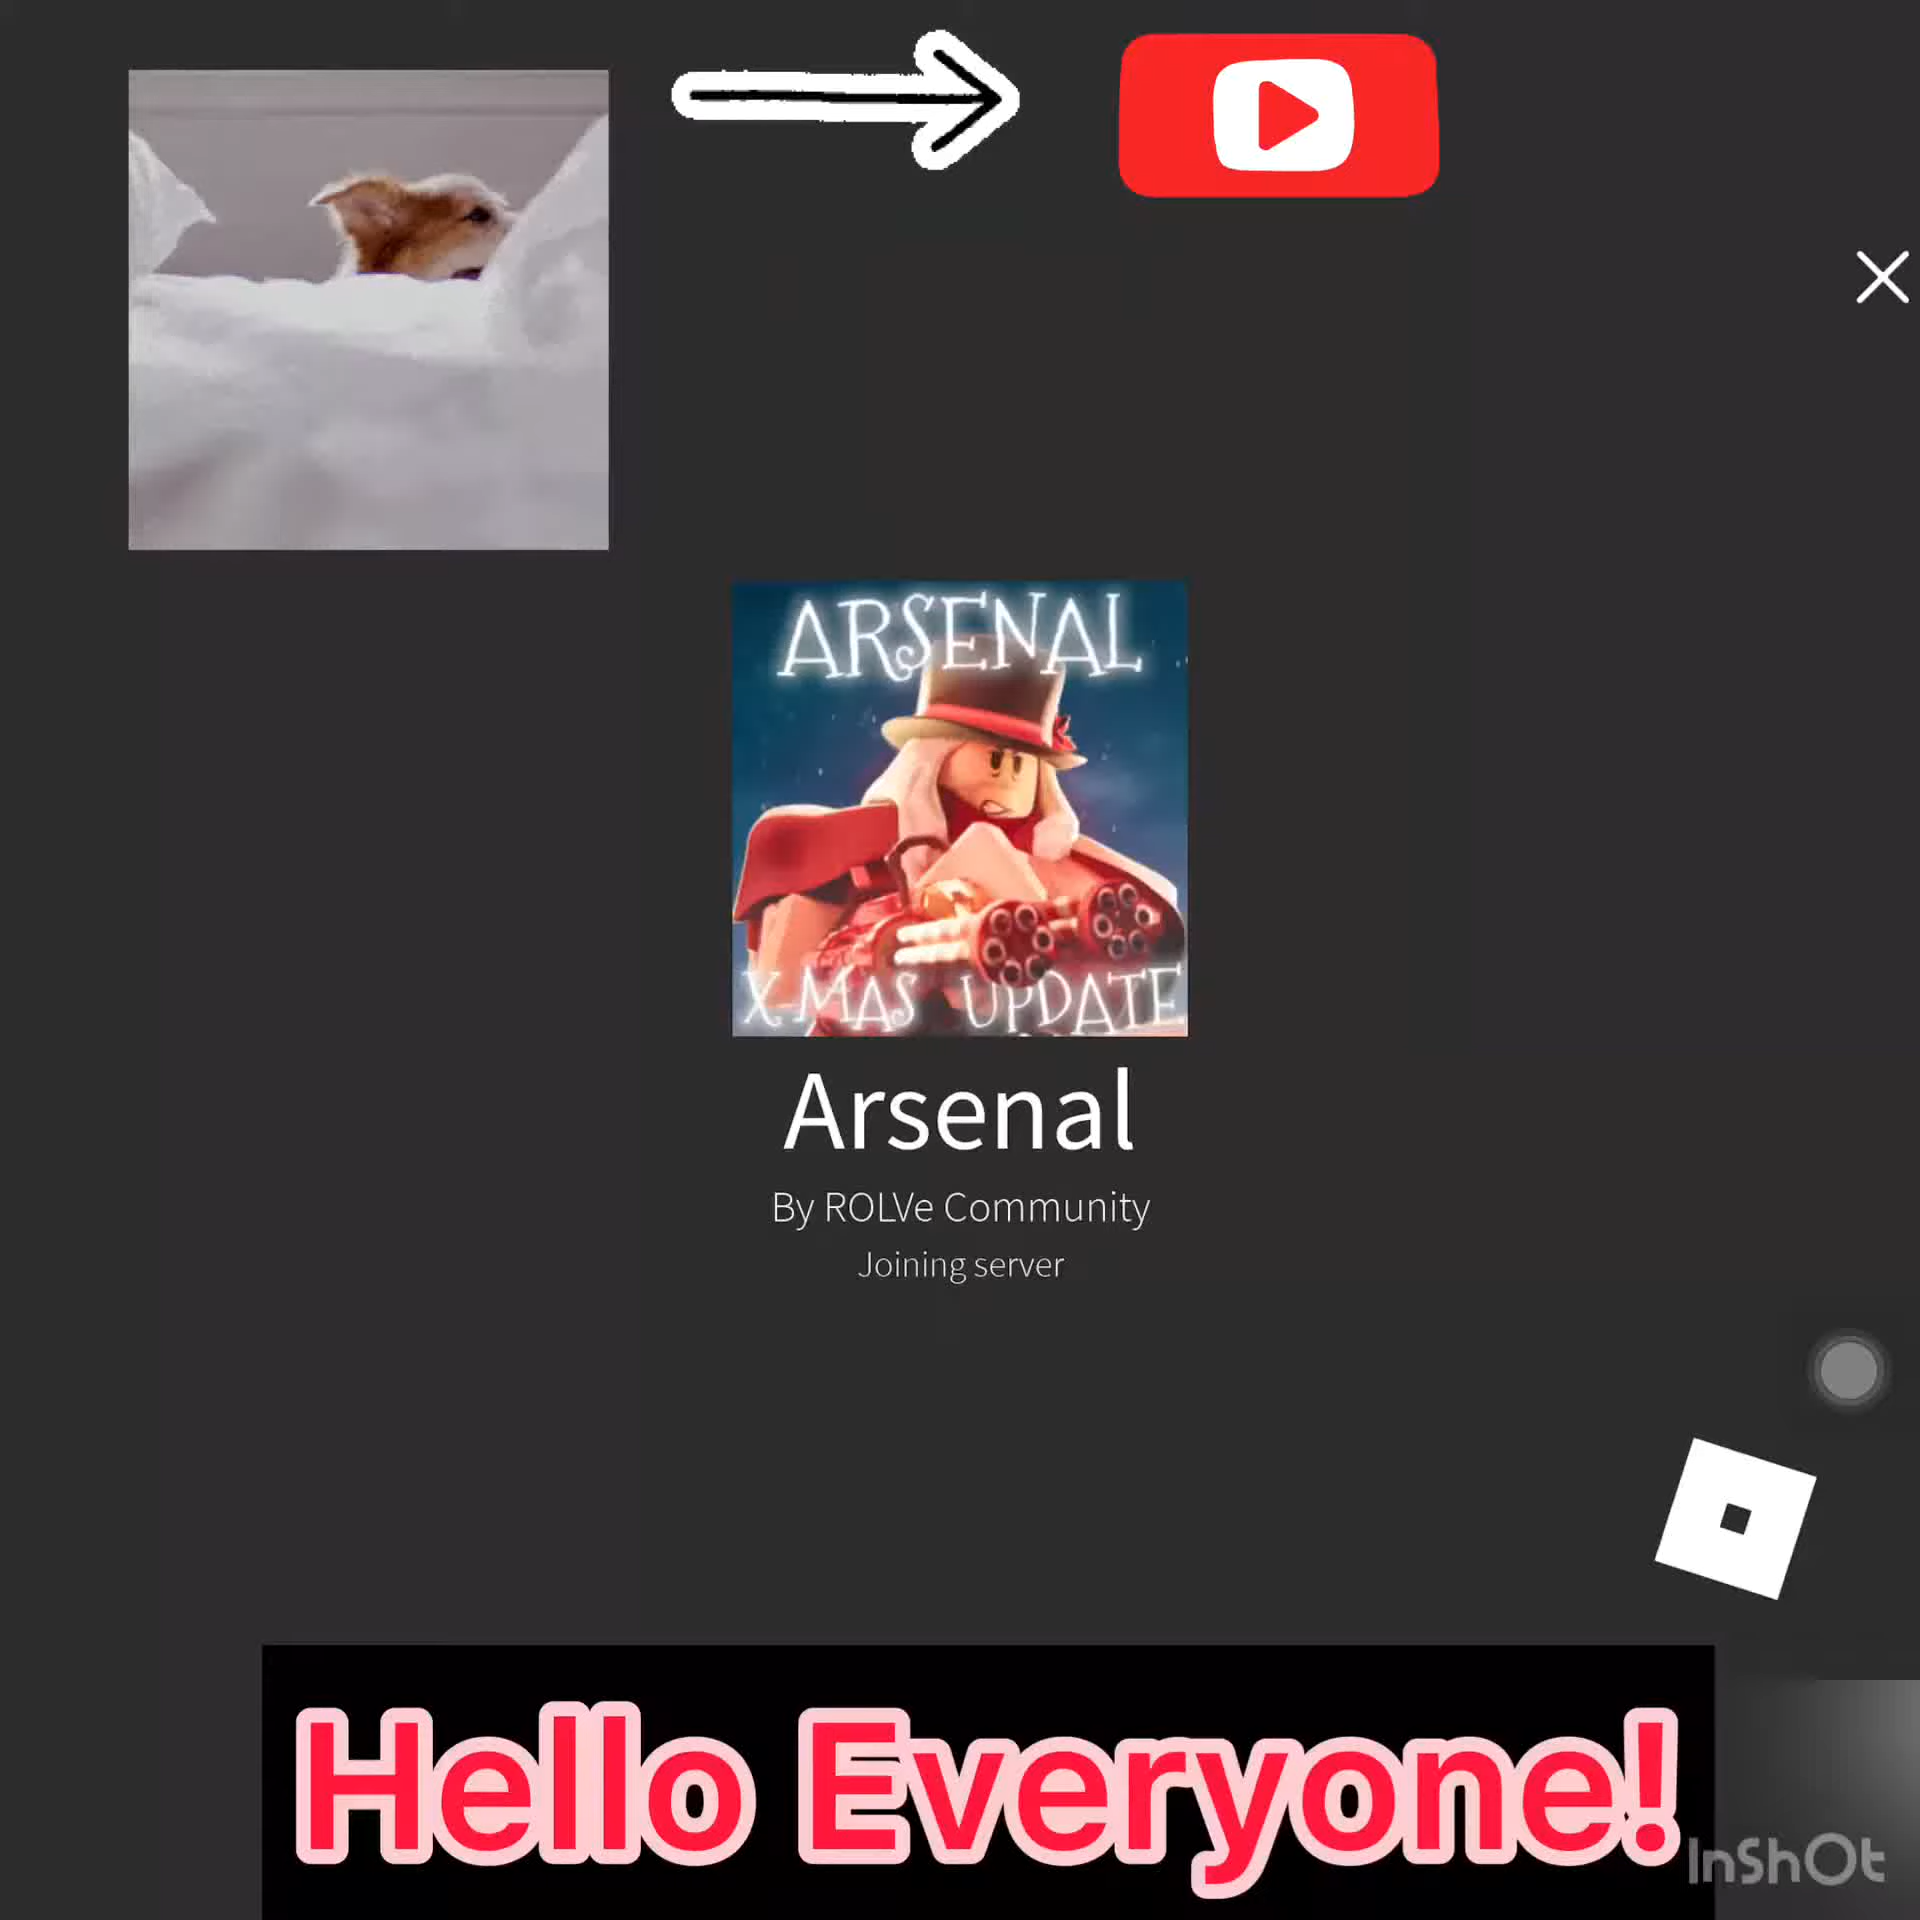 ARSENAL
X-MAS UPDATE
Arsenal
By ROLVe Community
Joining server
Hello Everyone!
InShOt